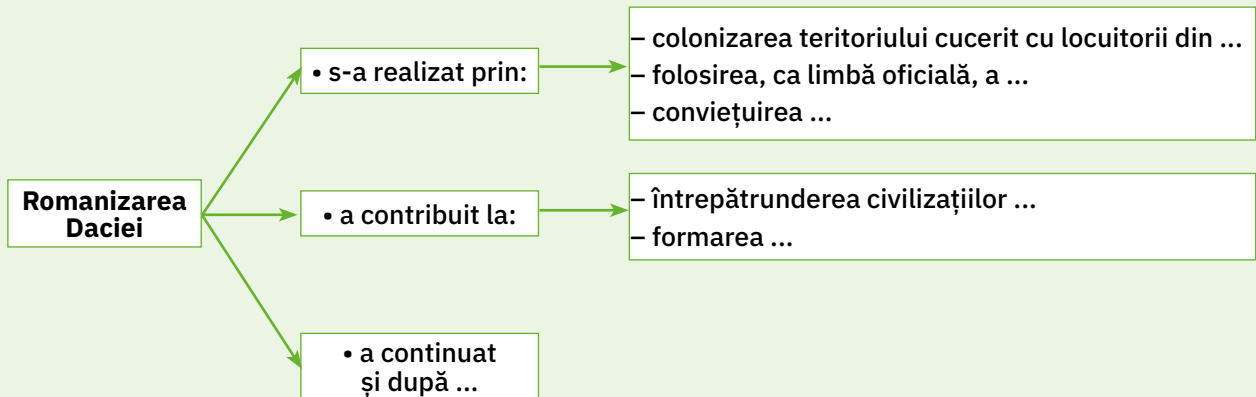 Romanizarea
Daciei
• s-a realizat prin:
– colonizarea teritoriului cucerit cu locuitorii din ...
– folosirea, ca limbă oficială, a ...
– conviețuirea ...
• a contribuit la:
– întrepătrunderea civilizațiilor ...
– formarea ...
• a continuat
și după ...